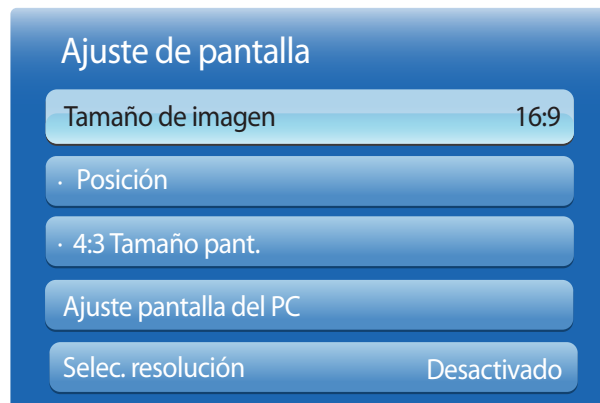 Ajuste de pantalla
Tamaño de imagen 16:9
· Posición
· 4:3 Tamaño pant.
Ajuste pantalla del PC
Selec. resolución Desactivado